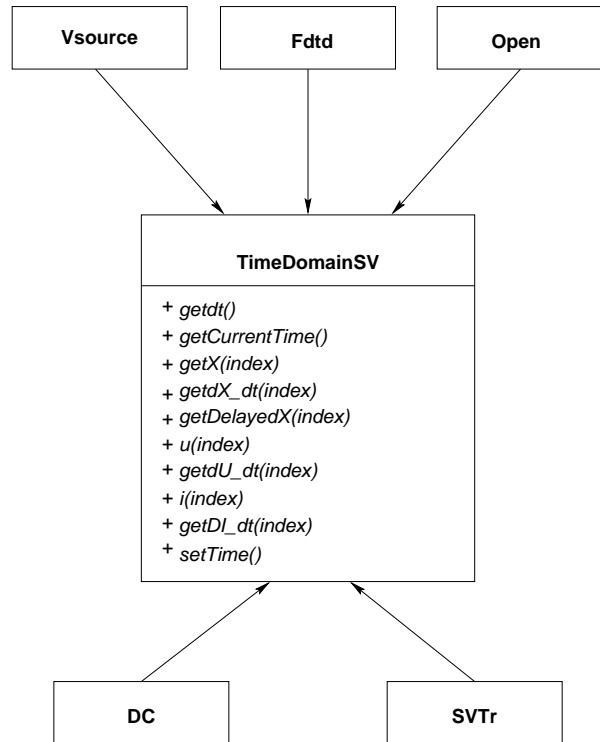 Vsource
Fdtd
Open
TimeDomainSV
+ getdt()
+ getCurrentTime()
+ getX(index)
+ getdX_dt(index)
+ getDelayedX(index)
+ u(index)
+ getdU_dt(index)
+ i(index)
+ getDI_dt(index)
+ setTime()
DC
SVTr